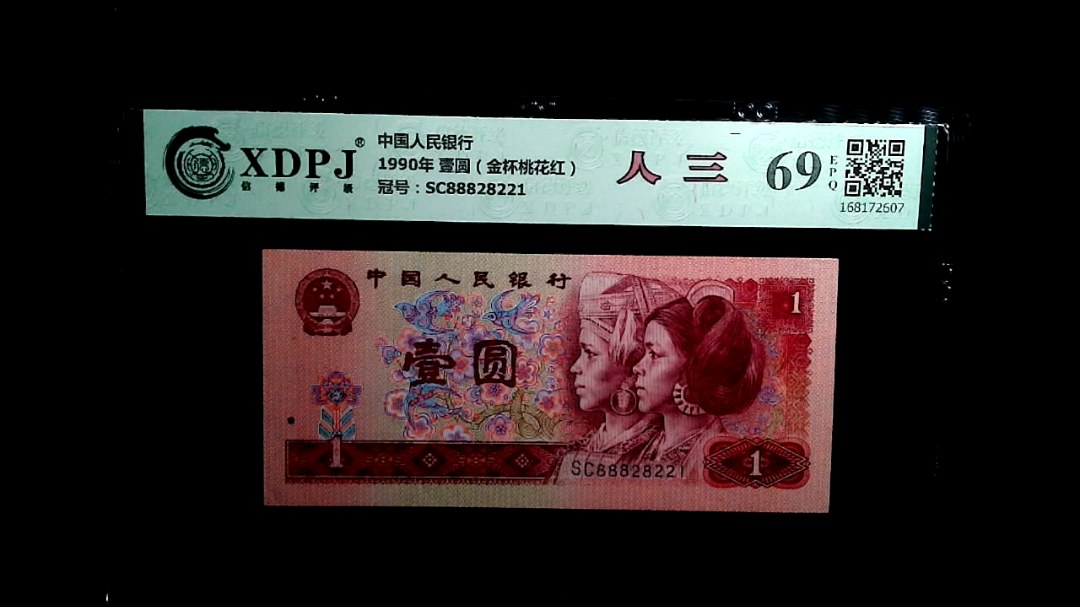 XDPJ®
信德评级
中国人民银行
1990年 壹圆（金杯桃花红）
冠号：SC88828221
人三
69
EPQ
168172607
中国人民银行
1
壹圆
1
SC88828221
1